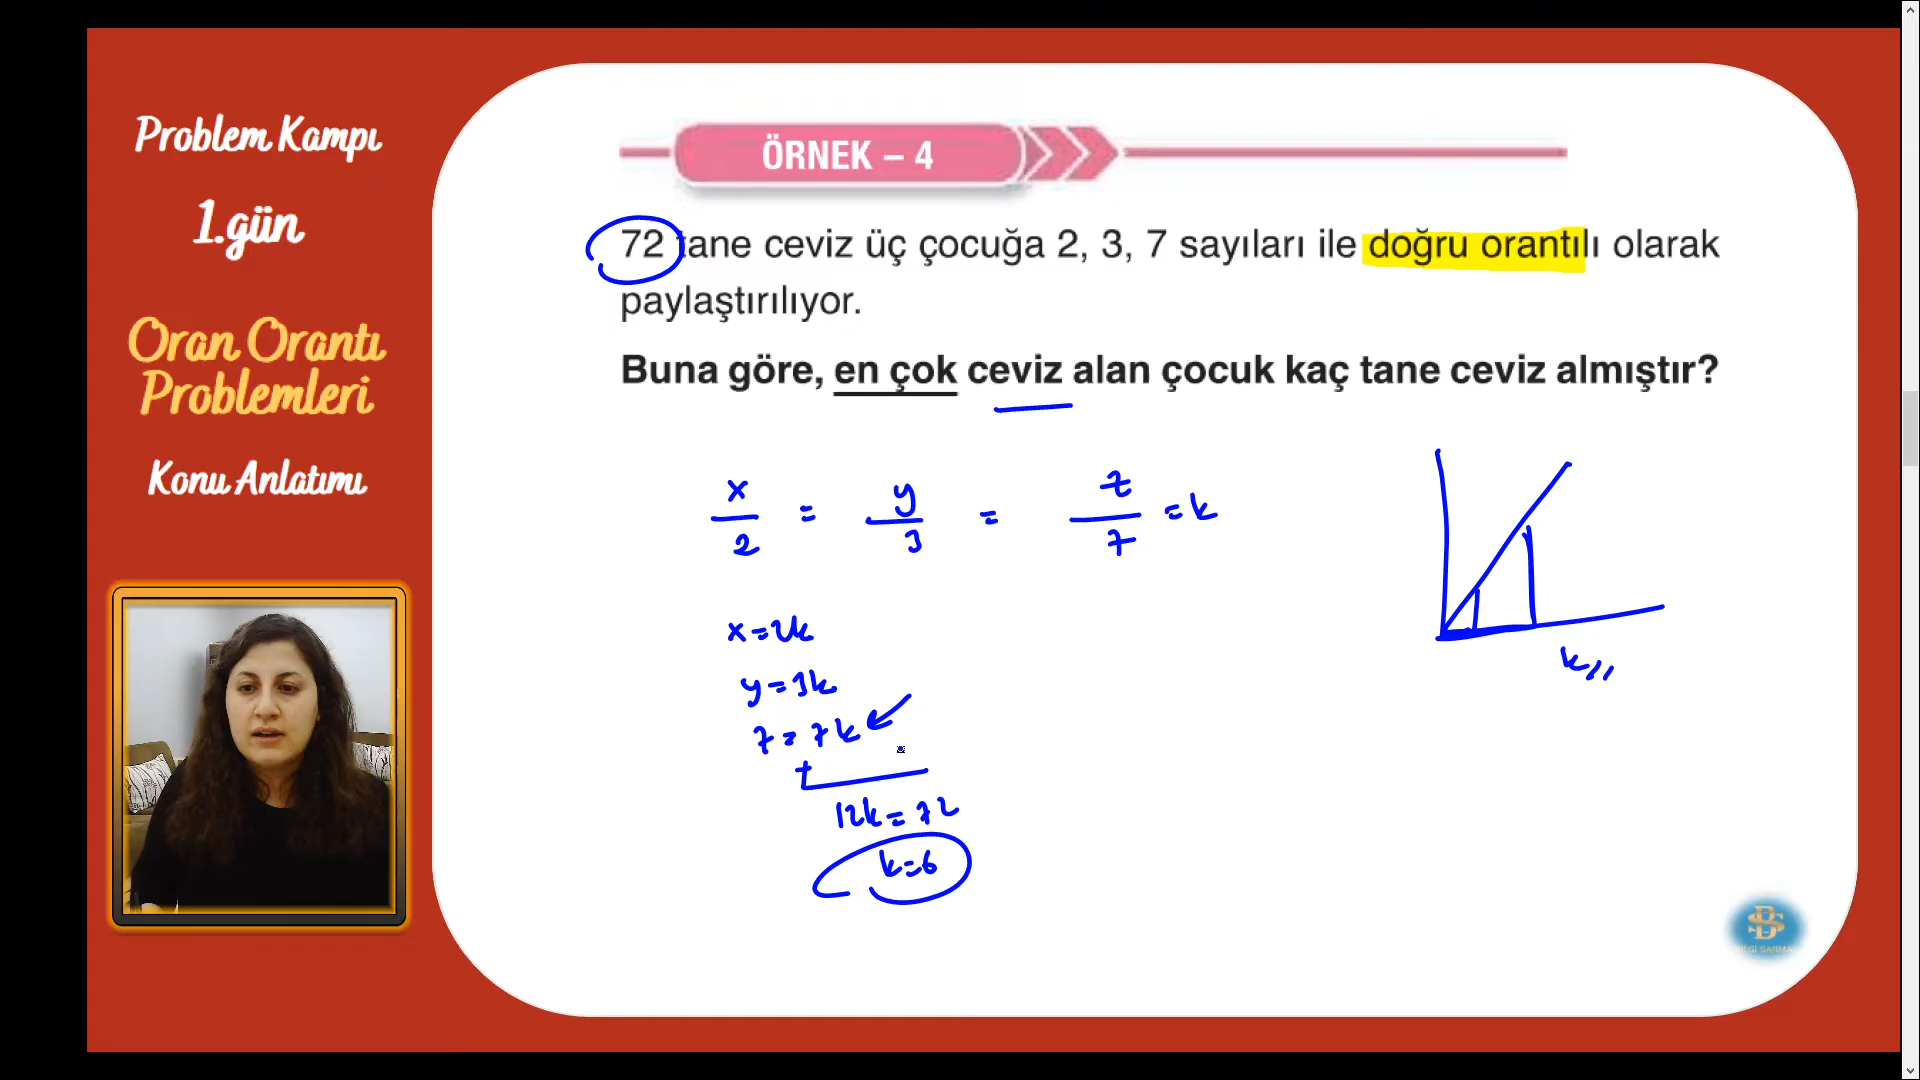 Problem Kampı
1.gün
Oran Orantı
Problemleri
Konu Anlatımı
ÖRNEK – 4
72 tane ceviz üç çocuğa 2, 3, 7 sayıları ile doğru orantılı olarak
paylaştırılıyor.
Buna göre, en çok ceviz alan çocuk kaç tane ceviz almıştır?
x/2 = y/3 = z/7 = k
x = 2k
y = 3k
z = 7k
+
12k = 72
k = 6
k